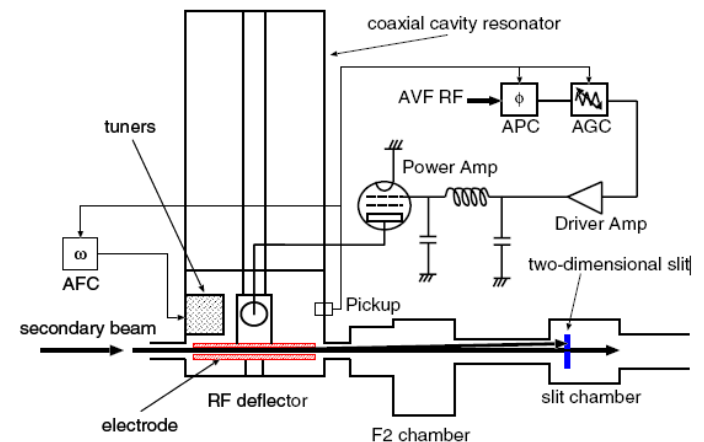 coaxial cavity resonator
AVF RF
ϕ
APC
AGC
tuners
Power Amp
Driver Amp
ω
AFC
two-dimensional slit
Pickup
secondary beam
electrode
RF deflector
slit chamber
F2 chamber